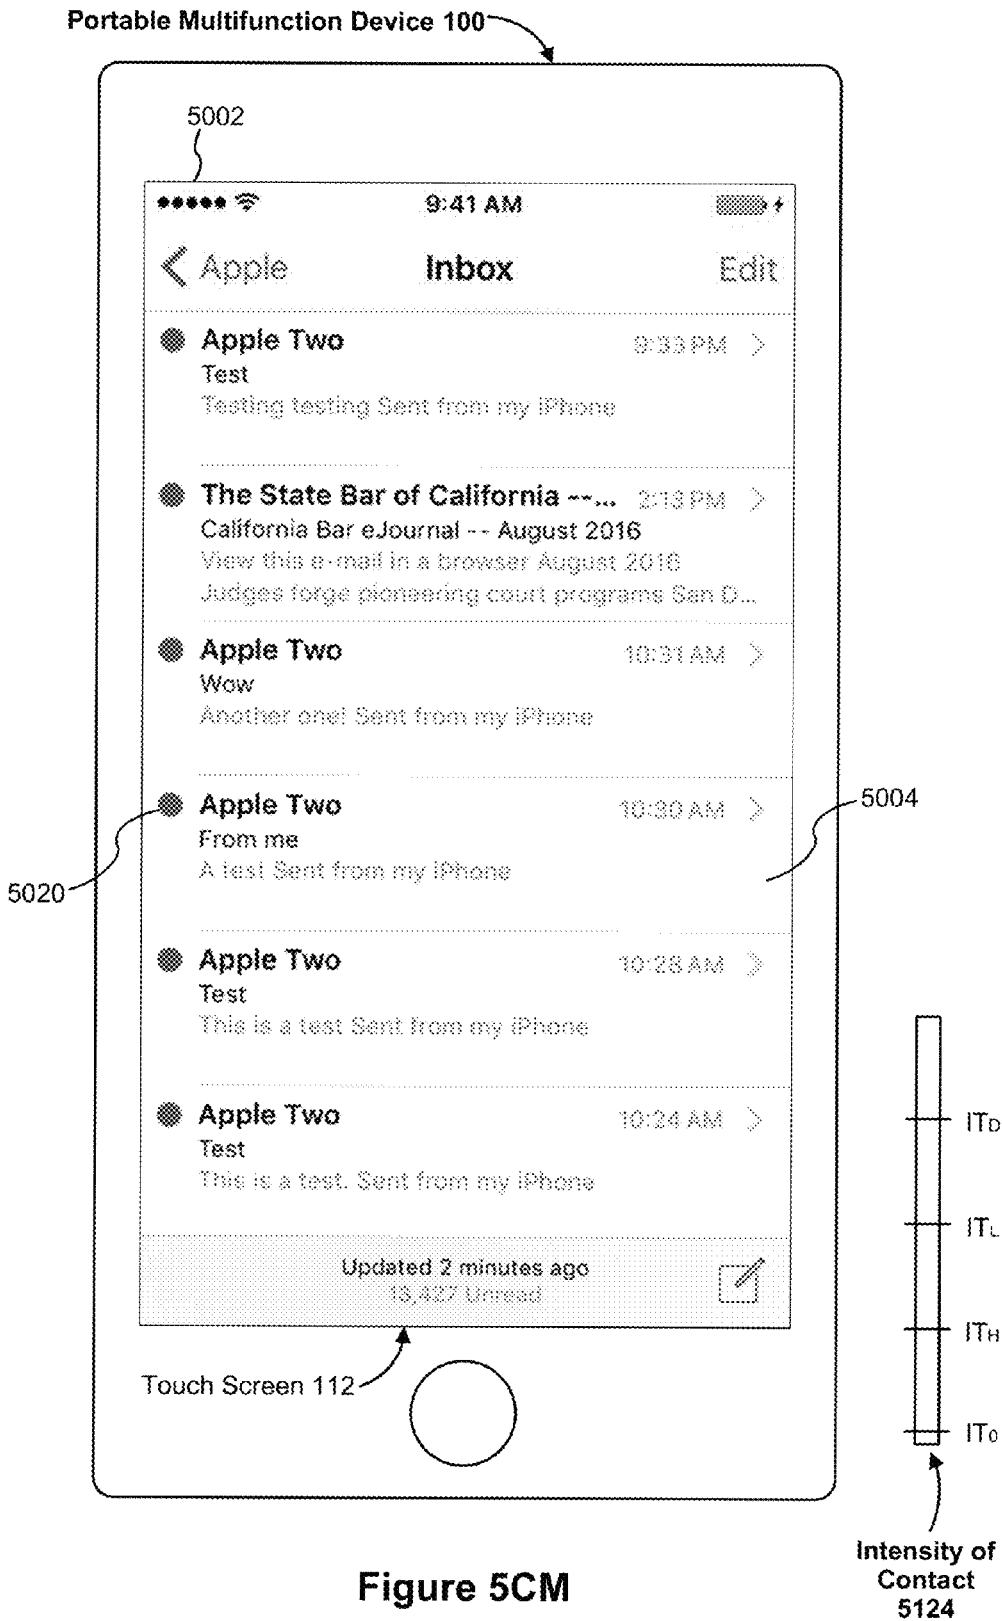 Portable Multifunction Device 100
5002
9:41 AM
Apple Inbox Edit
Apple Two 9:33 PM
Test
Testing testing Sent from my iPhone
The State Bar of California --... 2:13 PM
California Bar eJournal -- August 2016
View this e-mail in a browser August 2016
Judges forge pioneering court programs San D...
Apple Two 10:31 AM
Wow
Another one! Sent from my iPhone
Apple Two 10:30 AM
5004
From me
A test Sent from my iPhone
5020
Apple Two 10:28 AM
Test
This is a test Sent from my iPhone
Apple Two 10:24 AM
Test
This is a test. Sent from my iPhone
Updated 2 minutes ago
13,427 Unread
ITD
ITL
ITH
IT0
Touch Screen 112
Intensity of
Contact
5124
Figure 5CM